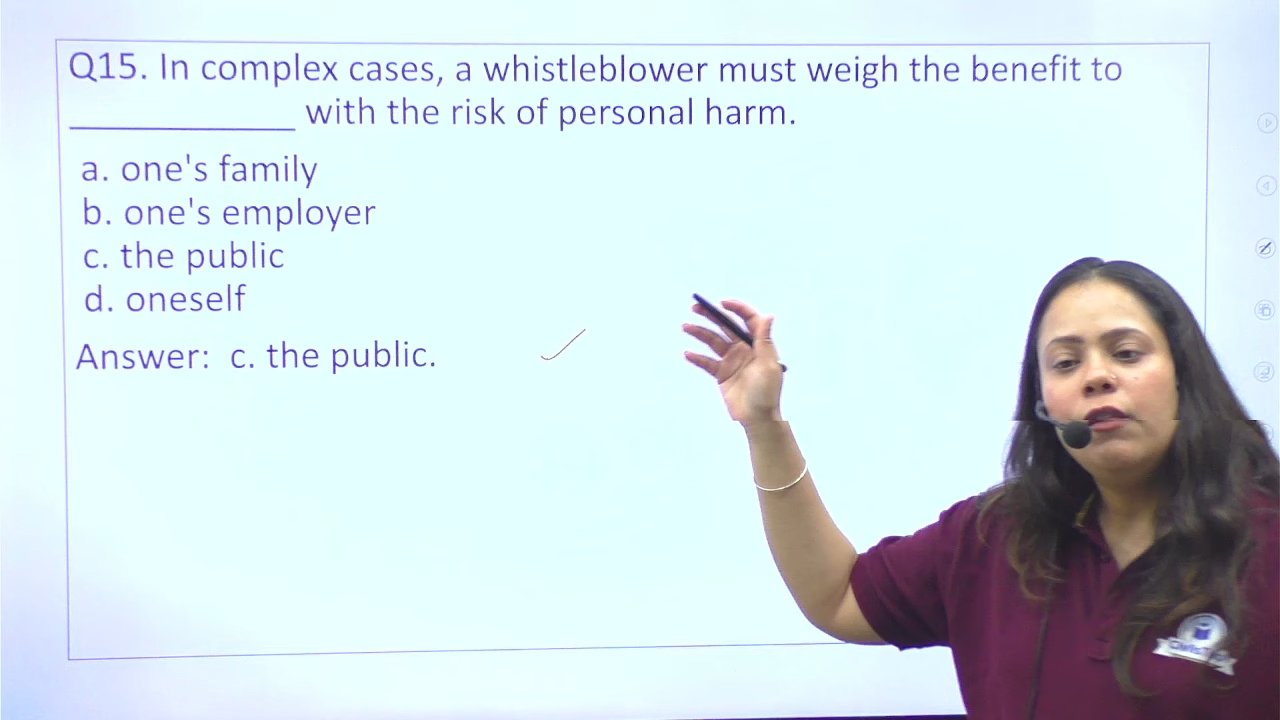 Q15. In complex cases, a whistleblower must weigh the benefit to
____________ with the risk of personal harm.
a. one's family
b. one's employer
c. the public
d. oneself
Answer: c. the public.